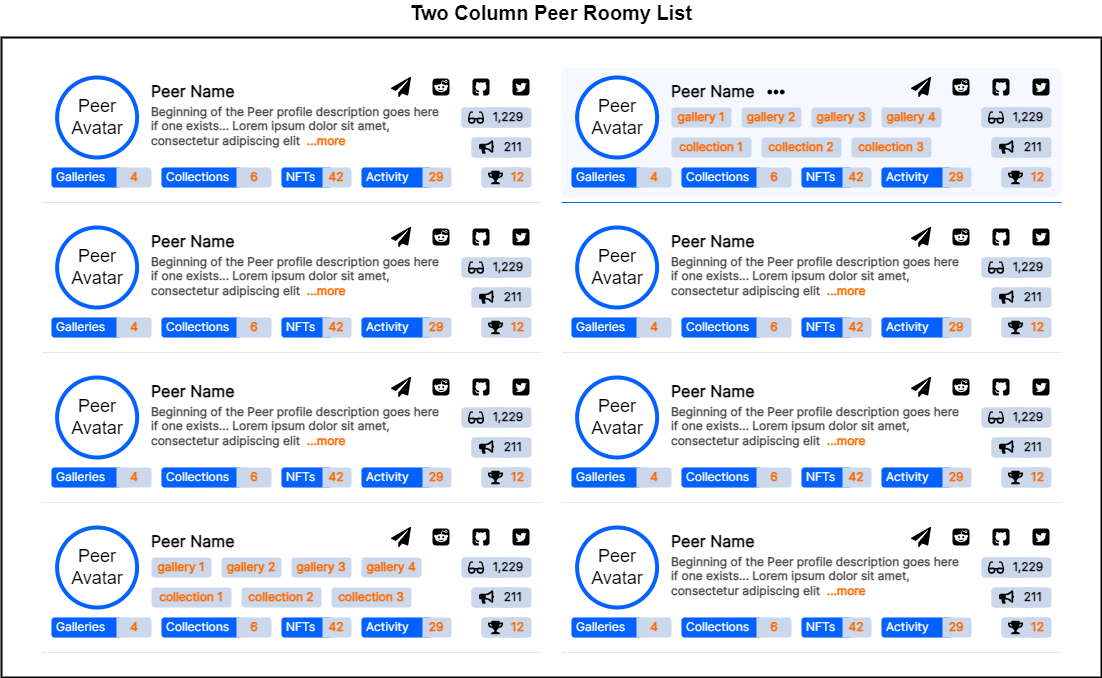 Two Column Peer Roomy List
Peer Avatar
Peer Name
Beginning of the Peer profile description goes here
if one exists... Lorem ipsum dolor sit amet,
consectetur adipiscing elit ...more
1,229
211
Galleries 4 Collections 6 NFTs 42 Activity 29 12
Peer Avatar
Peer Name •••
gallery 1 gallery 2 gallery 3 gallery 4 1,229
collection 1 collection 2 collection 3 211
Galleries 4 Collections 6 NFTs 42 Activity 29 12
Peer Avatar
Peer Name
Beginning of the Peer profile description goes here
if one exists... Lorem ipsum dolor sit amet,
consectetur adipiscing elit ...more
1,229
211
Galleries 4 Collections 6 NFTs 42 Activity 29 12
Peer Avatar
Peer Name
Beginning of the Peer profile description goes here
if one exists... Lorem ipsum dolor sit amet,
consectetur adipiscing elit ...more
1,229
211
Galleries 4 Collections 6 NFTs 42 Activity 29 12
Peer Avatar
Peer Name
Beginning of the Peer profile description goes here
if one exists... Lorem ipsum dolor sit amet,
consectetur adipiscing elit ...more
1,229
211
Galleries 4 Collections 6 NFTs 42 Activity 29 12
Peer Avatar
Peer Name
Beginning of the Peer profile description goes here
if one exists... Lorem ipsum dolor sit amet,
consectetur adipiscing elit ...more
1,229
211
Galleries 4 Collections 6 NFTs 42 Activity 29 12
Peer Avatar
Peer Name
gallery 1 gallery 2 gallery 3 gallery 4 1,229
collection 1 collection 2 collection 3 211
Galleries 4 Collections 6 NFTs 42 Activity 29 12
Peer Avatar
Peer Name
Beginning of the Peer profile description goes here
if one exists... Lorem ipsum dolor sit amet,
consectetur adipiscing elit ...more
1,229
211
Galleries 4 Collections 6 NFTs 42 Activity 29 12